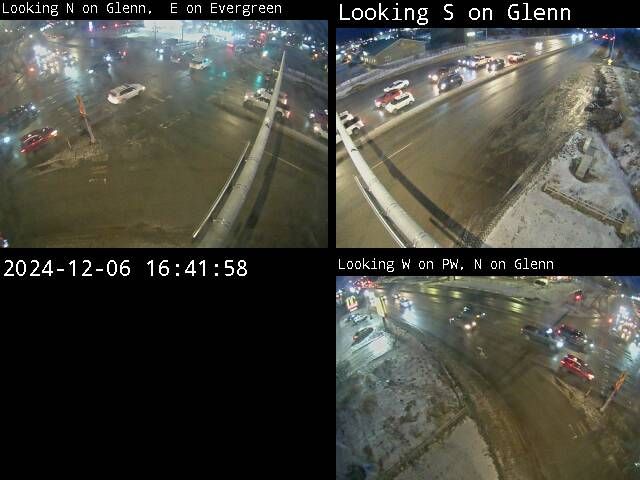 Looking N on Glenn, E on Evergreen
Looking S on Glenn
2024-12-06 16:41:58
Looking W on PW, N on Glenn